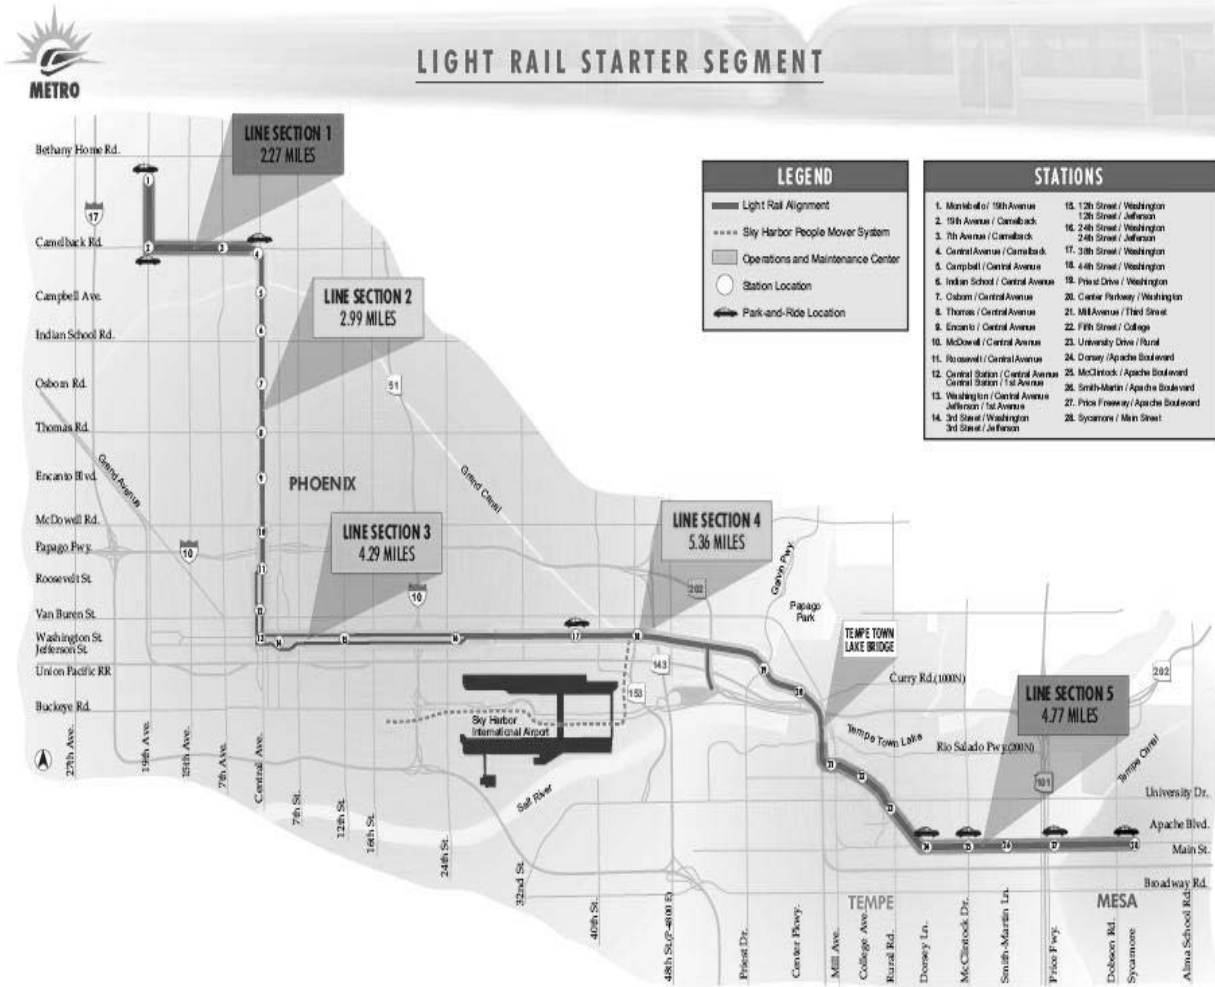 METRO
LIGHT RAIL STARTER SEGMENT
LINE SECTION 1
2.27 MILES
LINE SECTION 2
2.99 MILES
LINE SECTION 3
4.29 MILES
LINE SECTION 4
5.36 MILES
LINE SECTION 5
4.77 MILES
LEGEND
Light Rail Alignment
Sky Harbor People Mover System
Operations and Maintenance Center
Station Location
Park-and-Ride Location
STATIONS
1. Montebello / 19th Avenue
2. 19th Avenue / Camelback
3. 7th Avenue / Camelback
4. Central Avenue / Camelback
5. Campbell / Central Avenue
6. Indian School / Central Avenue
7. Osborn / Central Avenue
8. Thomas / Central Avenue
9. Encanto / Central Avenue
10. McDowell / Central Avenue
11. Roosevelt / Central Avenue
12. Central Station / Central Avenue
Central Station / 1st Avenue
13. Washington / Central Avenue
Jefferson / 1st Avenue
14. 3rd Street / Washington
3rd Street / Jefferson
15. 12th Street / Washington
12th Street / Jefferson
16. 24th Street / Washington
24th Street / Jefferson
17. 38th Street / Washington
18. 44th Street / Washington
19. Priest Drive / Washington
20. Center Parkway / Washington
21. Mill Avenue / Third Street
22. Fifth Street / College
23. University Drive / Rural
24. Dorsey / Apache Boulevard
25. McClintock / Apache Boulevard
26. Smith-Martin / Apache Boulevard
27. Price Freeway / Apache Boulevard
28. Sycamore / Main Street
Bethany Home Rd.
Camelback Rd.
Campbell Ave.
Indian School Rd.
Osborn Rd.
Thomas Rd.
Encanto Blvd.
McDowell Rd.
Papago Pwy.
Roosevelt St.
Van Buren St.
Washington St.
Jefferson St.
Union Pacific RR
Buckeye Rd.
17
10
51
10
202
143
153
101
202
Grand Avenue
Grand Canal
PHOENIX
Galvin Pwy.
Papago
Park
TEMPE TOWN
LAKE BRIDGE
Curry Rd.(1000N)
Tempe Town Lake
Rio Salado Pwy.(200N)
Tempe Canal
Sky Harbor
International Airport
Salt River
University Dr.
Apache Blvd.
Main St.
Broadway Rd.
TEMPE
MESA
27th Ave.
19th Ave.
15th Ave.
7th Ave.
Central Ave.
7th St.
12th St.
16th St.
24th St.
32nd St.
40th St.
Priest Dr.
Center Pkwy.
Mill Ave.
College Ave.
Rural Rd.
Dorsey Ln.
McClintock Dr.
Smith-Martin Ln.
Price Fwy.
Dobson Rd.
Sycamore
Alma School Rd.